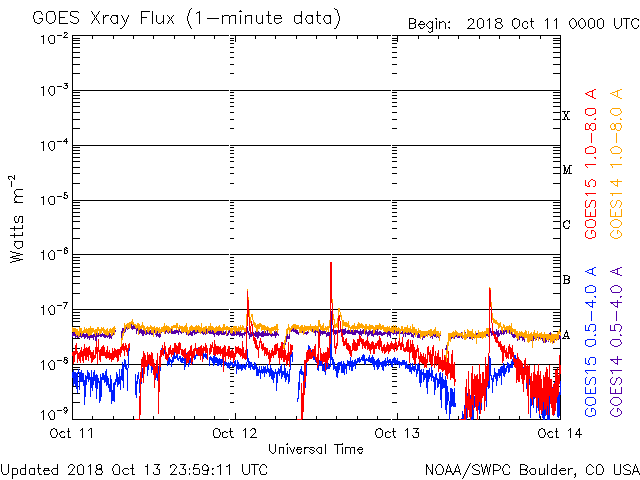 GOES Xray Flux (1-minute data)
Begin: 2018 Oct 11 0000 UTC
10⁻²
10⁻³
10⁻⁴
10⁻⁵
10⁻⁶
10⁻⁷
10⁻⁸
10⁻⁹
Watts m⁻²
X
M
C
B
A
GOES15 1.0-8.0 A
GOES14 1.0-8.0 A
GOES15 0.5-4.0 A
GOES14 0.5-4.0 A
Oct 11 Oct 12 Oct 13 Oct 14
Universal Time
Updated 2018 Oct 13 23:59:11 UTC
NOAA/SWPC Boulder, CO USA